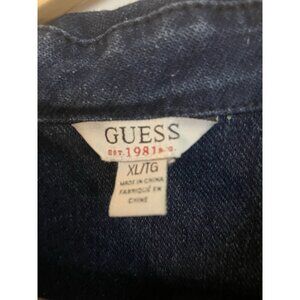 GUESS
EST. 1981
XL/TG
MADE IN CHINA
FABRIQUÉ EN
CHINE